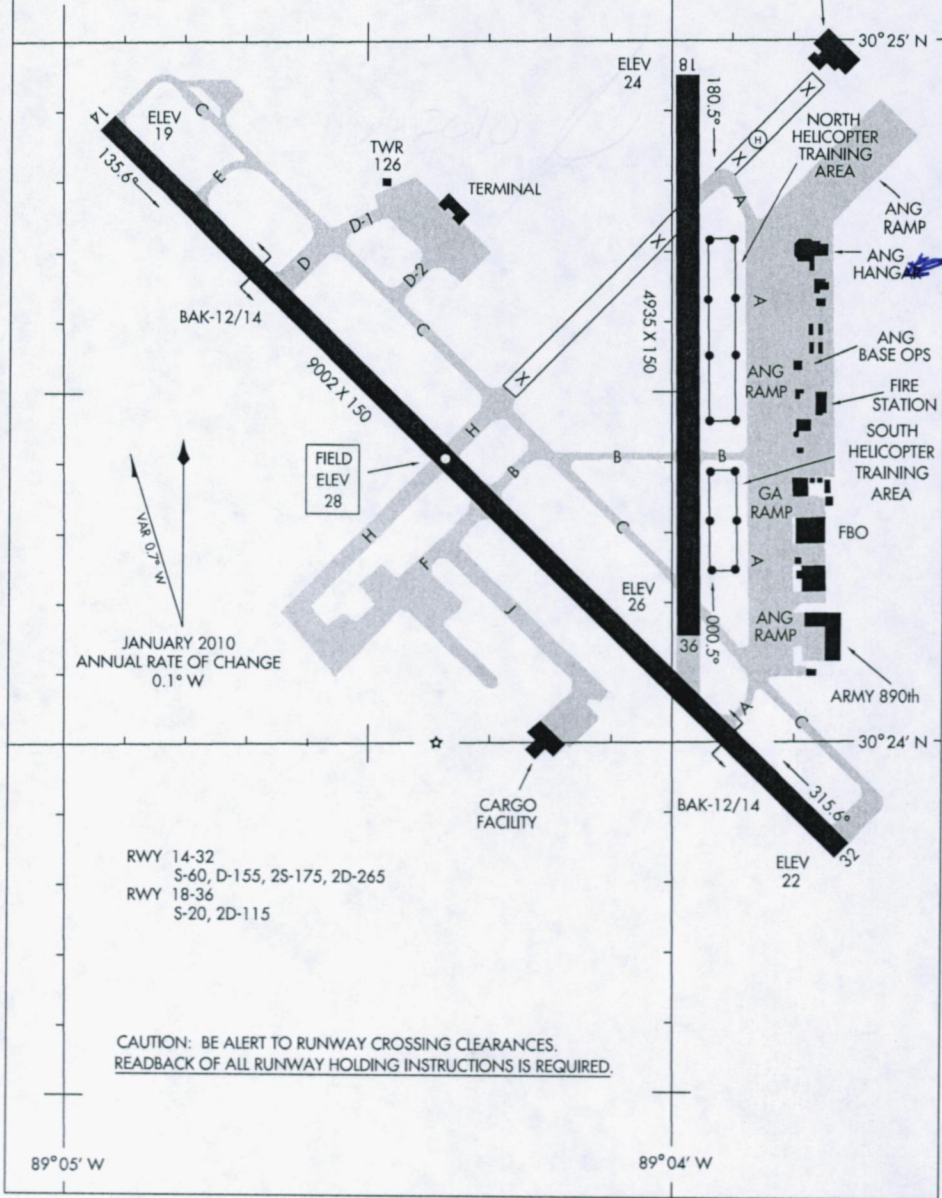 30°25' N
ELEV
24
18
180.5°
X
H
X
NORTH
HELICOPTER
TRAINING
AREA
14
ELEV
19
C
135.6°
E
TWR
126
TERMINAL
D-1
D
D-2
A
X
ANG
RAMP
ANG
HANGAR
A
BAK-12/14
C
4935 X 150
ANG
RAMP
ANG
BASE OPS
9002 X 150
X
FIRE
STATION
H
SOUTH
HELICOPTER
TRAINING
AREA
FIELD
ELEV
28
B
B
B
GA
RAMP
FBO
VAR 0.7° W
H
C
F
A
ELEV
26
J
000.5°
ANG
RAMP
36
JANUARY 2010
ANNUAL RATE OF CHANGE
0.1° W
ARMY 890th
A
C
30°24' N
CARGO
FACILITY
BAK-12/14
315.6°
32
ELEV
22
RWY 14-32
S-60, D-155, 2S-175, 2D-265
RWY 18-36
S-20, 2D-115
CAUTION: BE ALERT TO RUNWAY CROSSING CLEARANCES.
READBACK OF ALL RUNWAY HOLDING INSTRUCTIONS IS REQUIRED.
89°05' W
89°04' W